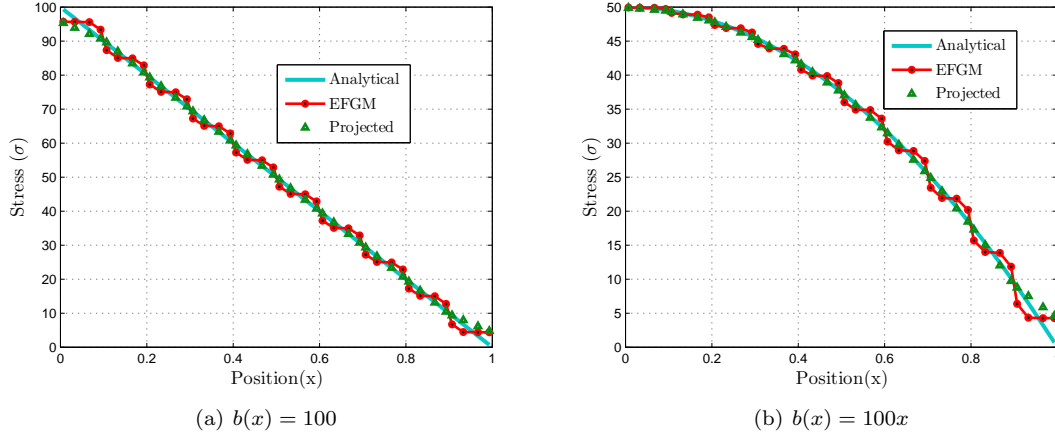 100
90
80
70
60
50
40
30
20
10
0
Stress (σ)
0
0.2
0.4
0.6
0.8
1
Position(x)
Analytical
EFGM
Projected
(a) b(x) = 100
50
45
40
35
30
25
20
15
10
5
0
Stress (σ)
0
0.2
0.4
0.6
0.8
1
Position(x)
Analytical
EFGM
Projected
(b) b(x) = 100x